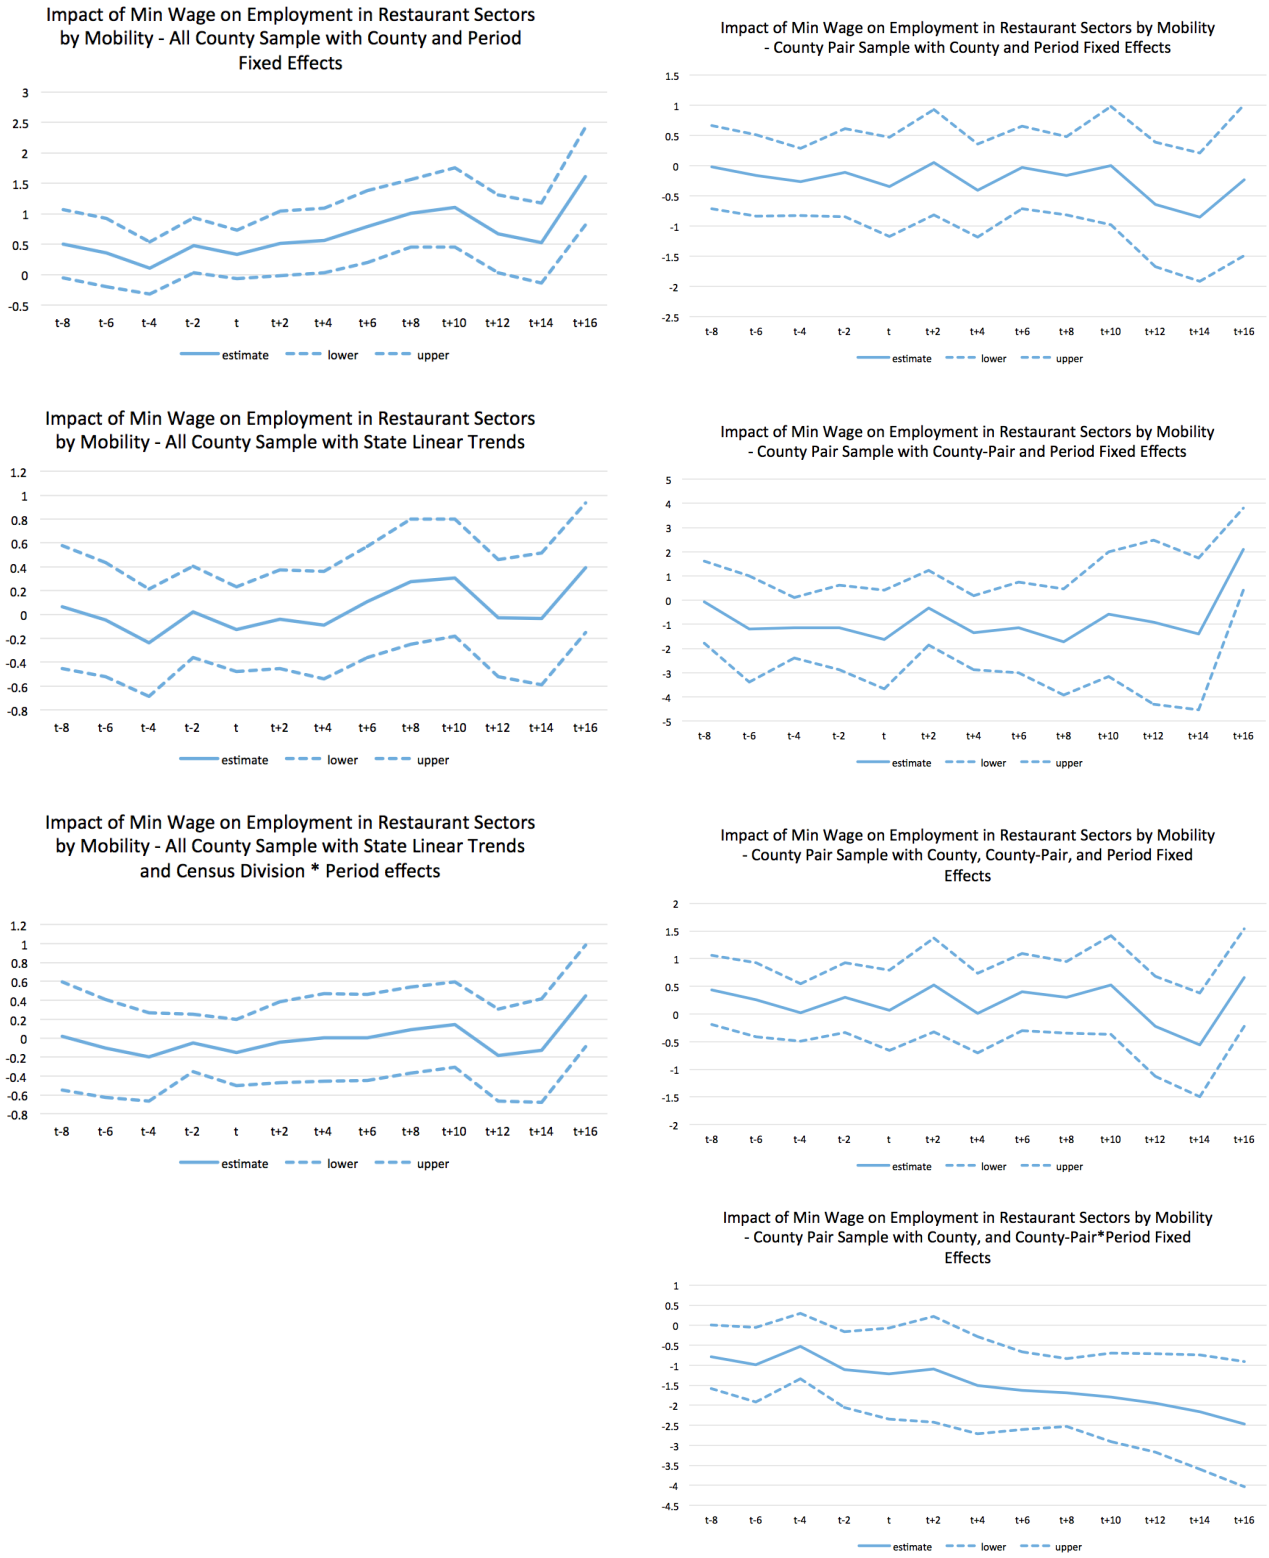 Impact of Min Wage on Employment in Restaurant Sectors
by Mobility - All County Sample with County and Period
Fixed Effects
3
2.5
2
1.5
1
0.5
0
-0.5
t-8 t-6 t-4 t-2 t t+2 t+4 t+6 t+8 t+10 t+12 t+14 t+16
estimate lower upper
Impact of Min Wage on Employment in Restaurant Sectors by Mobility
- County Pair Sample with County and Period Fixed Effects
1.5
1
0.5
0
-0.5
-1
-1.5
-2
-2.5
t-8 t-6 t-4 t-2 t t+2 t+4 t+6 t+8 t+10 t+12 t+14 t+16
estimate lower upper
Impact of Min Wage on Employment in Restaurant Sectors
by Mobility - All County Sample with State Linear Trends
1.2
1
0.8
0.6
0.4
0.2
0
-0.2
-0.4
-0.6
-0.8
t-8 t-6 t-4 t-2 t t+2 t+4 t+6 t+8 t+10 t+12 t+14 t+16
estimate lower upper
Impact of Min Wage on Employment in Restaurant Sectors by Mobility
- County Pair Sample with County-Pair and Period Fixed Effects
5
4
3
2
1
0
-1
-2
-3
-4
-5
t-8 t-6 t-4 t-2 t t+2 t+4 t+6 t+8 t+10 t+12 t+14 t+16
estimate lower upper
Impact of Min Wage on Employment in Restaurant Sectors
by Mobility - All County Sample with State Linear Trends
and Census Division * Period effects
1.2
1
0.8
0.6
0.4
0.2
0
-0.2
-0.4
-0.6
-0.8
t-8 t-6 t-4 t-2 t t+2 t+4 t+6 t+8 t+10 t+12 t+14 t+16
estimate lower upper
Impact of Min Wage on Employment in Restaurant Sectors by Mobility
- County Pair Sample with County, County-Pair, and Period Fixed
Effects
2
1.5
1
0.5
0
-0.5
-1
-1.5
-2
t-8 t-6 t-4 t-2 t t+2 t+4 t+6 t+8 t+10 t+12 t+14 t+16
estimate lower upper
Impact of Min Wage on Employment in Restaurant Sectors by Mobility
- County Pair Sample with County, and County-Pair*Period Fixed
Effects
1
0.5
0
-0.5
-1
-1.5
-2
-2.5
-3
-3.5
-4
-4.5
t-8 t-6 t-4 t-2 t t+2 t+4 t+6 t+8 t+10 t+12 t+14 t+16
estimate lower upper